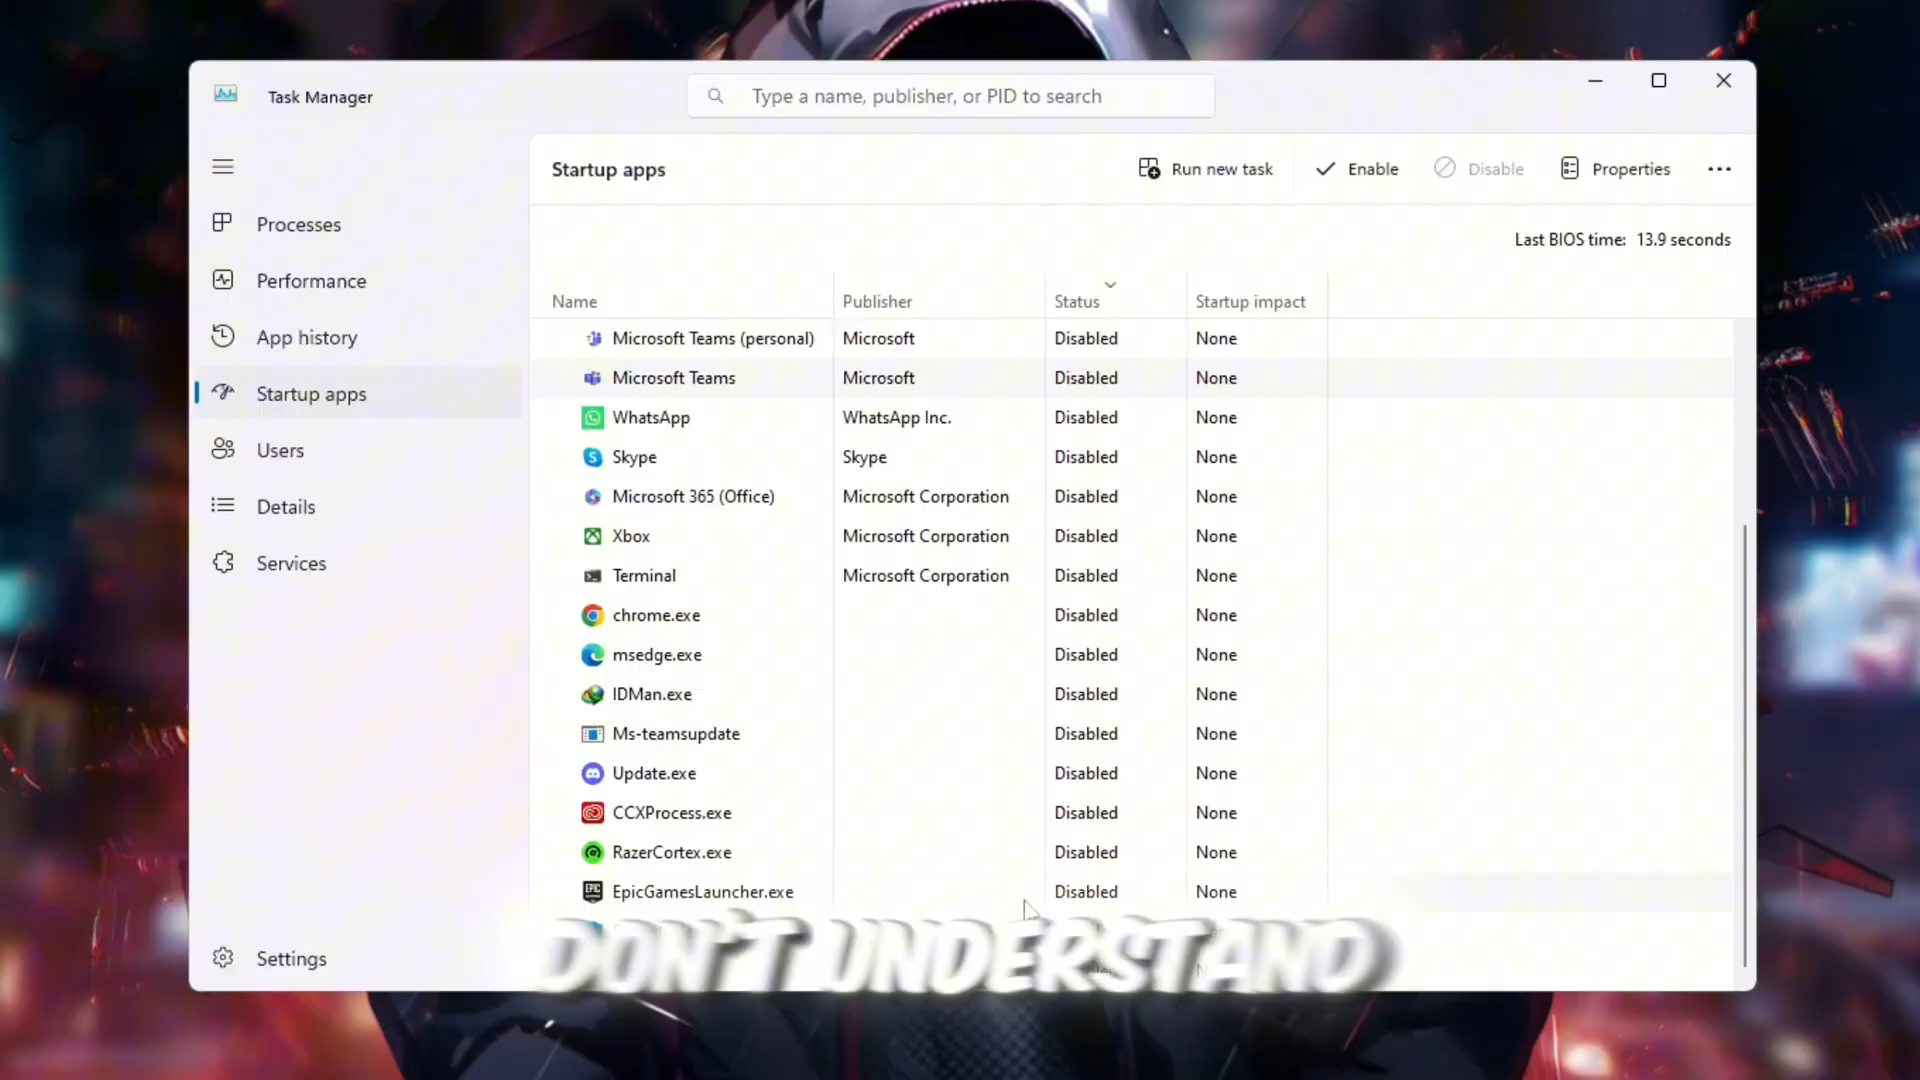 Task Manager
Type a name, publisher, or PID to search
Startup apps
Run new task
Enable
Disable
Properties
Last BIOS time: 13.9 seconds
Processes
Performance
App history
Startup apps
Users
Details
Services
Settings
Name Publisher Status Startup impact
Microsoft Teams (personal) Microsoft Disabled None
Microsoft Teams Microsoft Disabled None
WhatsApp WhatsApp Inc. Disabled None
Skype Skype Disabled None
Microsoft 365 (Office) Microsoft Corporation Disabled None
Xbox Microsoft Corporation Disabled None
Terminal Microsoft Corporation Disabled None
chrome.exe Disabled None
msedge.exe Disabled None
IDMan.exe Disabled None
Ms-teamsupdate Disabled None
Update.exe Disabled None
CCXProcess.exe Disabled None
RazerCortex.exe Disabled None
EpicGamesLauncher.exe Disabled None
DON'T UNDERSTAND